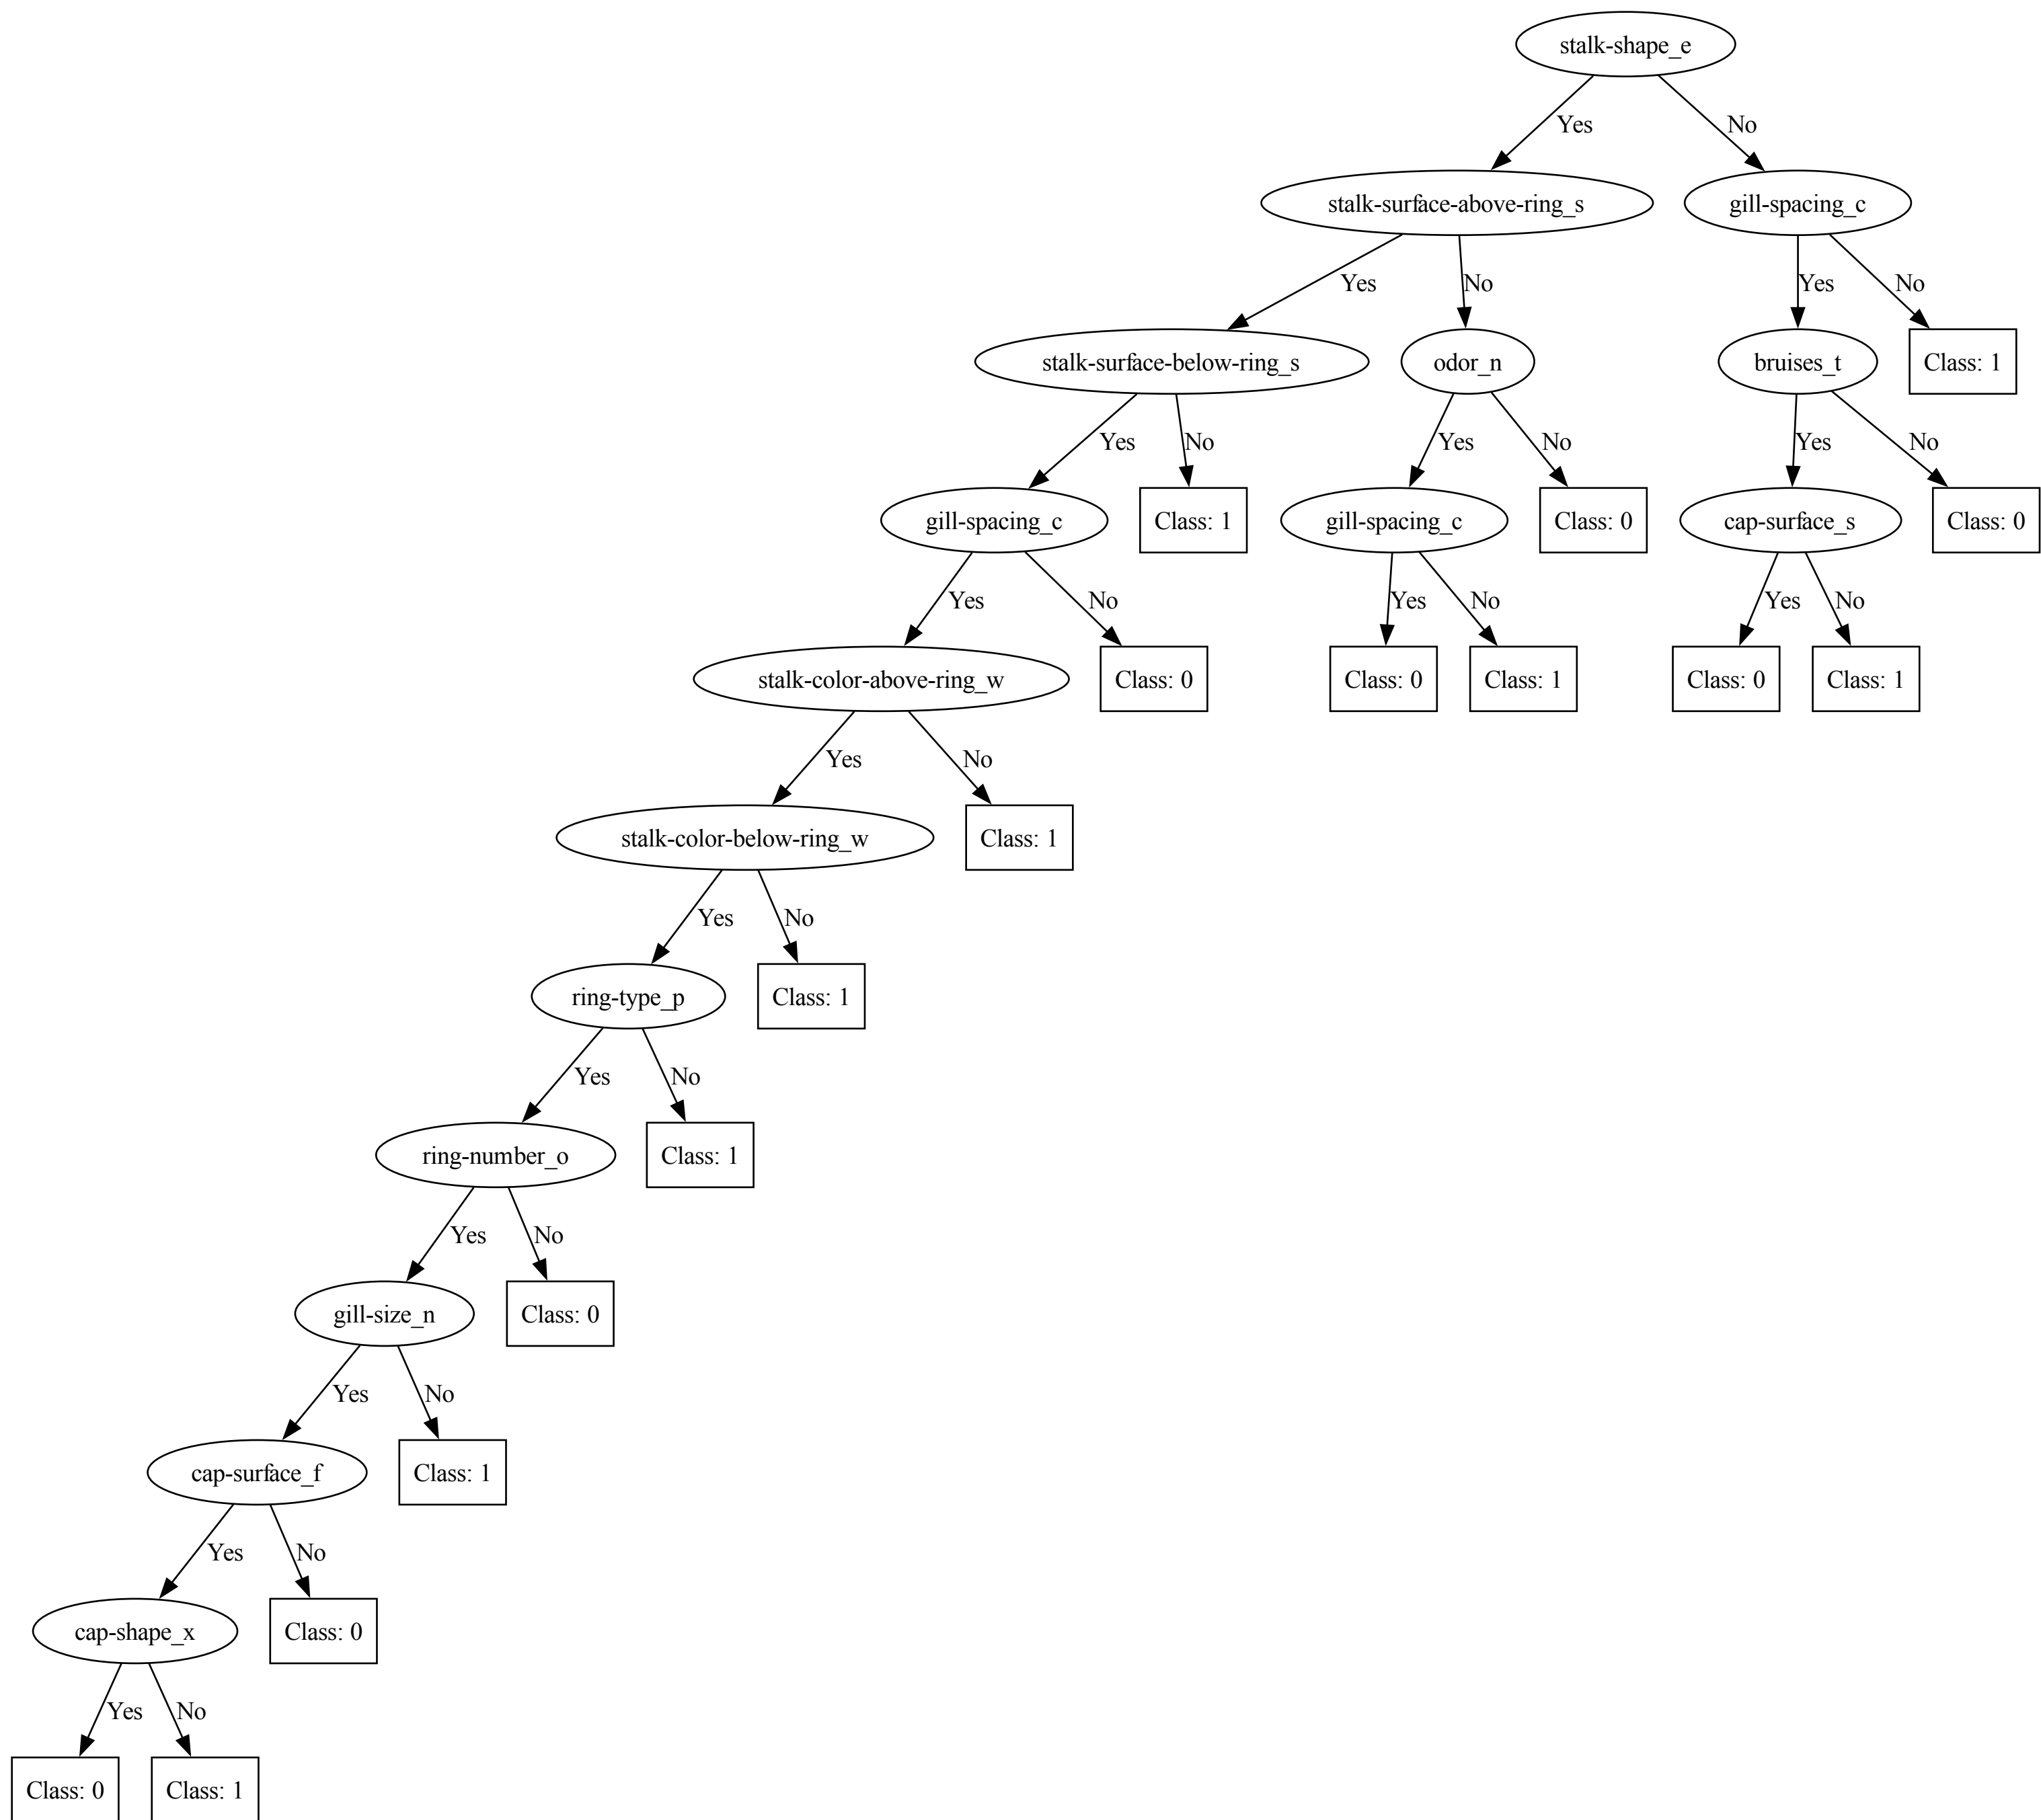 stalk-shape_e
Yes
No
stalk-surface-above-ring_s
gill-spacing_c
Yes
No
Yes
No
stalk-surface-below-ring_s
odor_n
bruises_t
Class: 1
Yes
No
Yes
No
Yes
No
gill-spacing_c
Class: 1
gill-spacing_c
Class: 0
cap-surface_s
Class: 0
Yes
No
Yes
No
Yes
No
stalk-color-above-ring_w
Class: 0
Class: 0
Class: 1
Class: 0
Class: 1
Yes
No
stalk-color-below-ring_w
Class: 1
Yes
No
ring-type_p
Class: 1
Yes
No
ring-number_o
Class: 1
Yes
No
gill-size_n
Class: 0
Yes
No
cap-surface_f
Class: 1
Yes
No
cap-shape_x
Class: 0
Yes
No
Class: 0
Class: 1